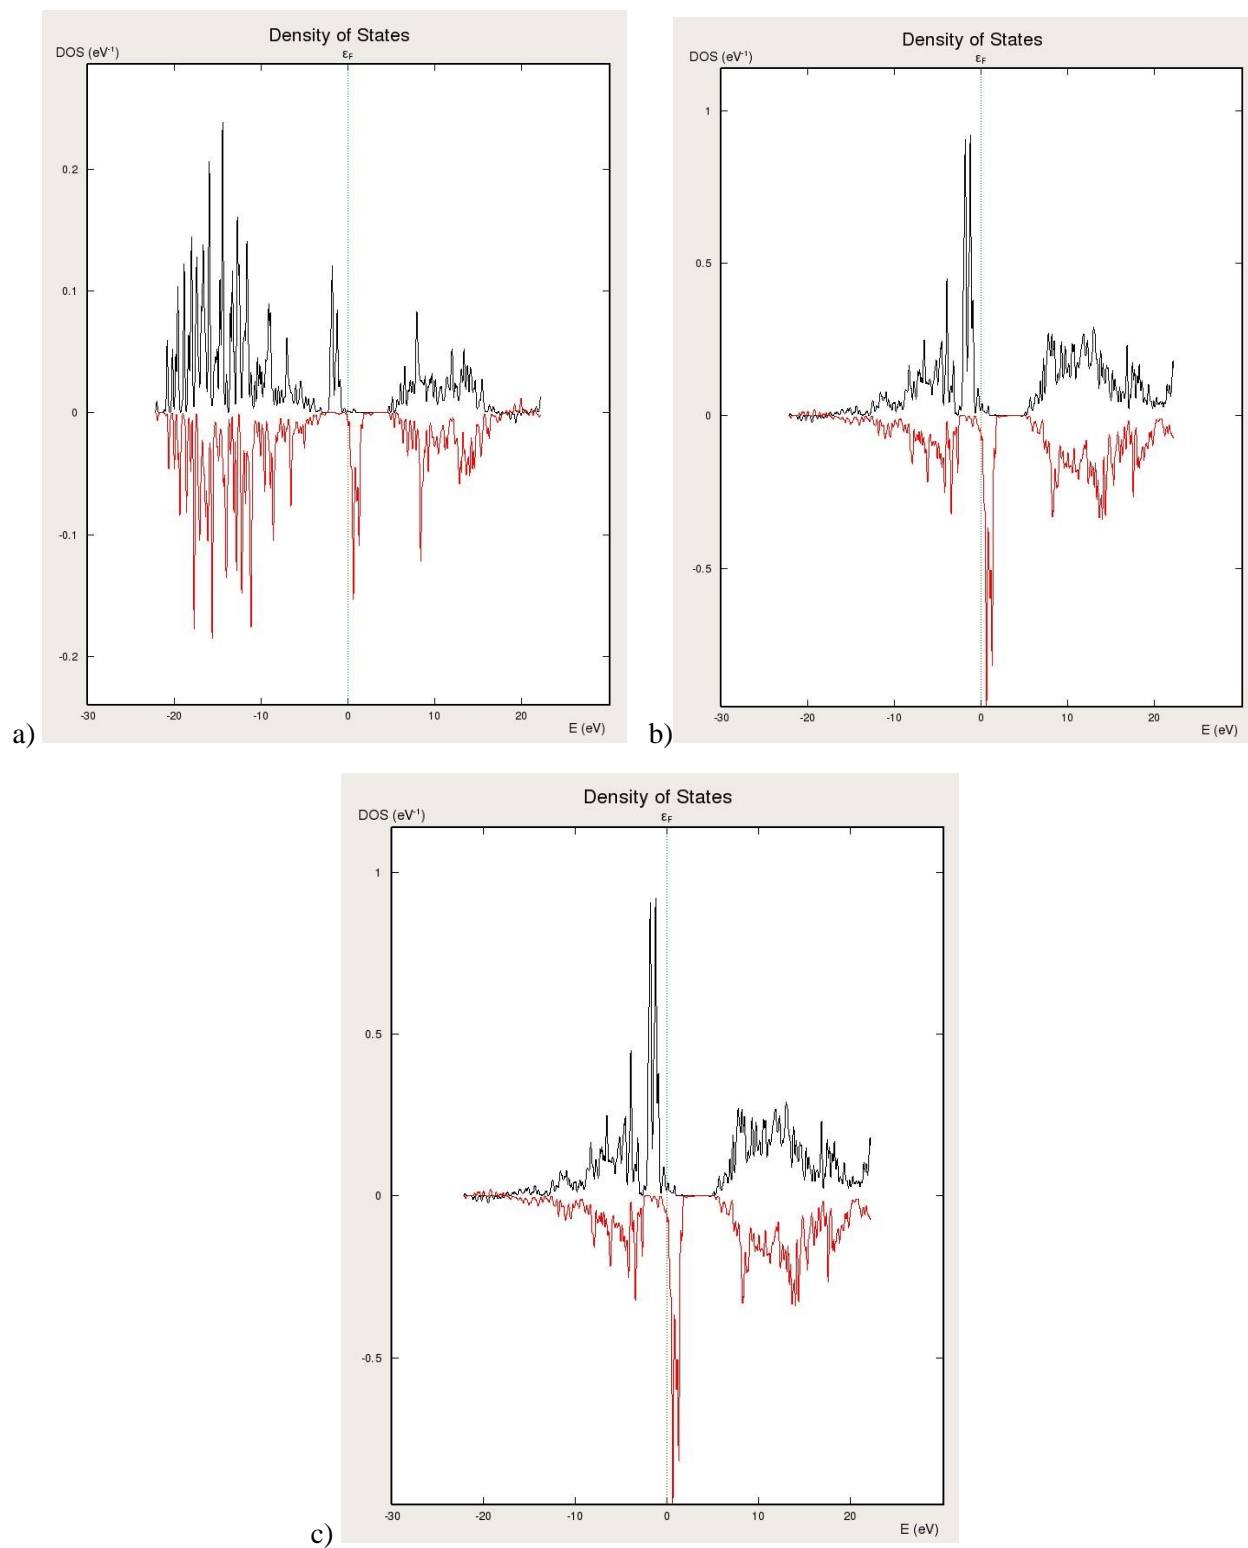 Density of States
DOS (eV⁻¹)
εF
0.2
0.1
0
-0.1
-0.2
-30 -20 -10 0 10 20
E (eV)
a)
Density of States
DOS (eV⁻¹)
εF
1
0.5
0
-0.5
-30 -20 -10 0 10 20
E (eV)
b)
Density of States
DOS (eV⁻¹)
εF
1
0.5
0
-0.5
-30 -20 -10 0 10 20
E (eV)
c)